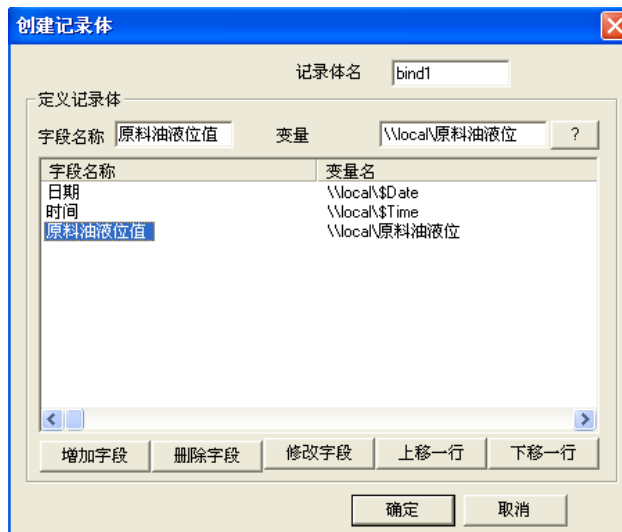 创建记录体
记录体名 bind1
定义记录体
字段名称 原料油液位值 变量 \\local\原料油液位 ?
字段名称 变量名
日期 \\local\$Date
时间 \\local\$Time
原料油液位值 \\local\原料油液位
增加字段 删除字段 修改字段 上移一行 下移一行
确定 取消